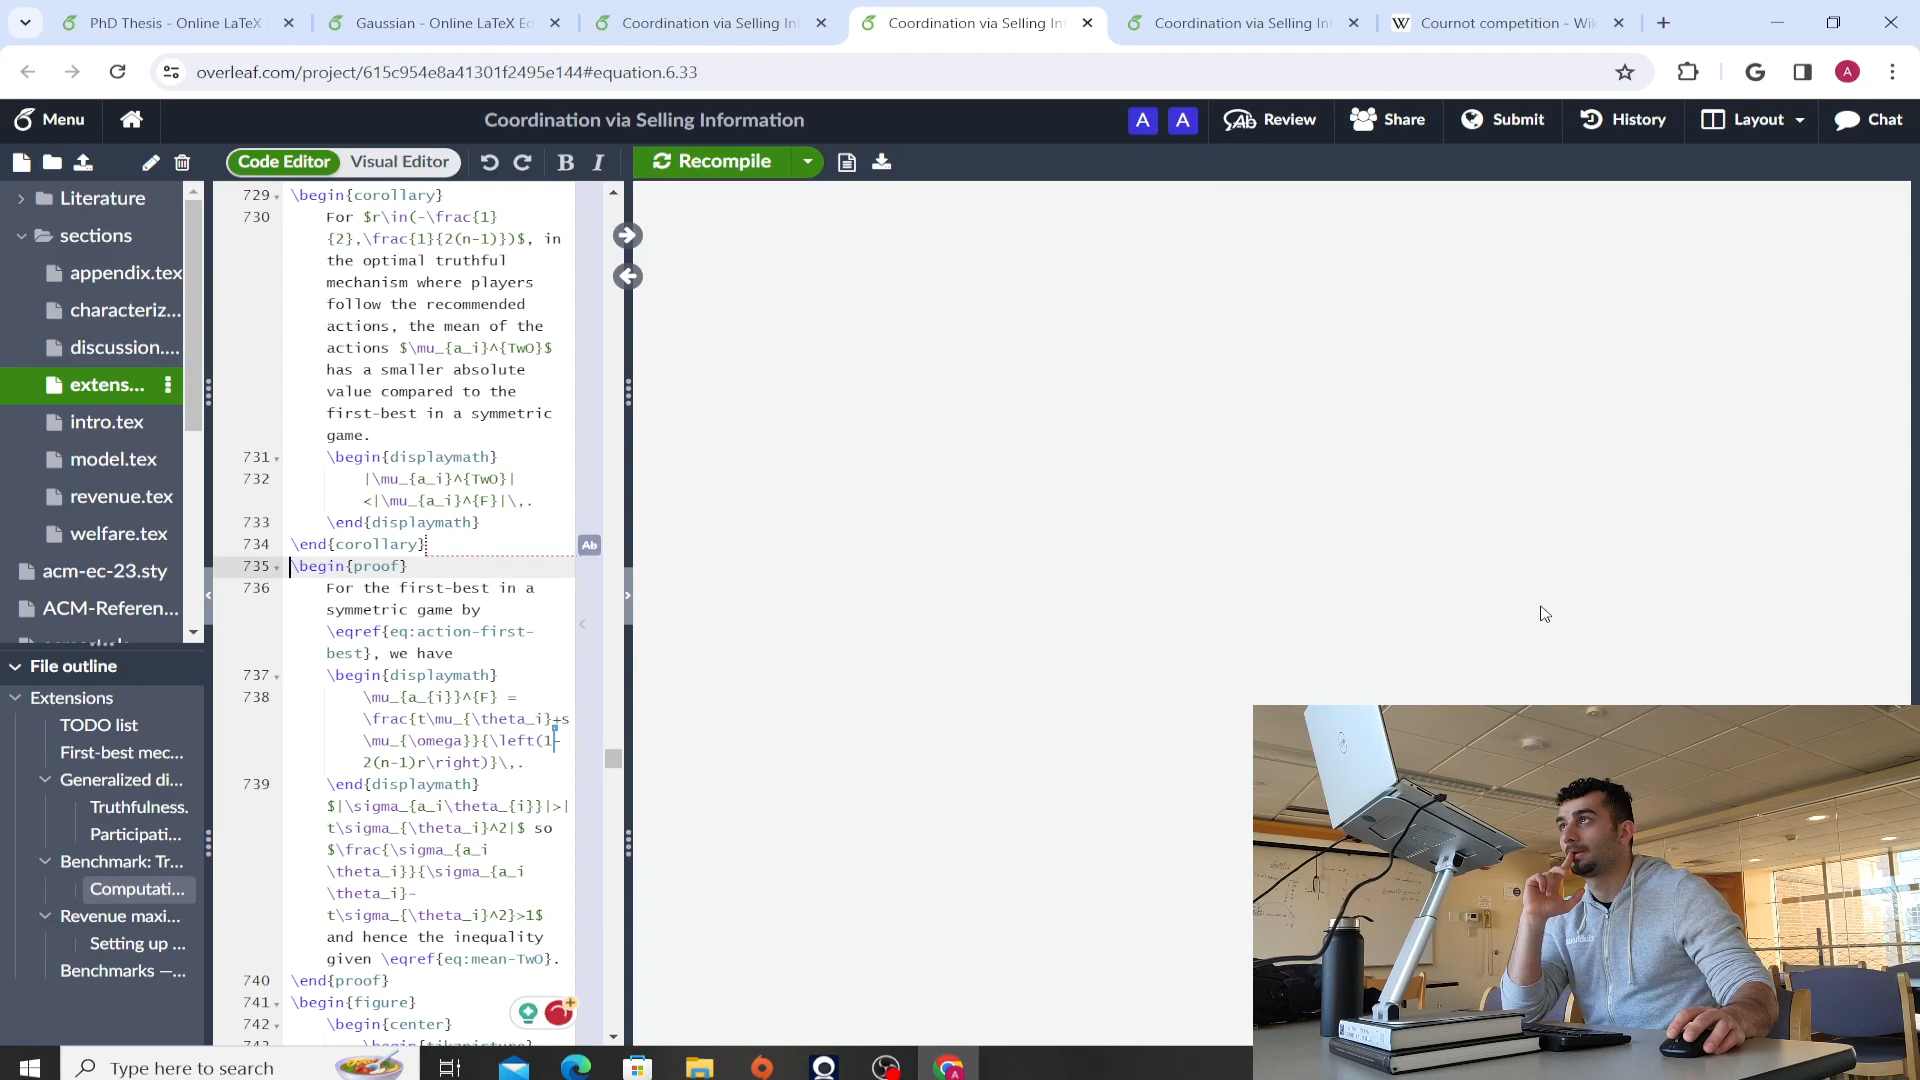 PhD Thesis - Online LaTeX
Gaussian - Online LaTeX Ed
Coordination via Selling Inf
Coordination via Selling Inf
Coordination via Selling Inf
Cournot competition - Wik
overleaf.com/project/615c954e8a41301f2495e144#equation.6.33
A
Menu
Coordination via Selling Information
A
A
Review
Share
Submit
History
Layout
Chat
Code Editor
Visual Editor
B
I
Recompile
Literature
sections
appendix.tex
characteriz...
discussion....
extens...
intro.tex
model.tex
revenue.tex
welfare.tex
acm-ec-23.sty
ACM-Referen...
File outline
Extensions
TODO list
First-best mec...
Generalized di...
Truthfulness.
Participati...
Benchmark: Tr...
Computati...
Revenue maxi...
Setting up ...
Benchmarks —...
729 \begin{corollary}
730 For $r\in(-\frac{1}
{2},\frac{1}{2(n-1)})$, in
the optimal truthful
mechanism where players
follow the recommended
actions, the mean of the
actions $\mu_{a_i}^{TwO}$
has a smaller absolute
value compared to the
first-best in a symmetric
game.
731 \begin{displaymath}
732 |\mu_{a_i}^{TwO}|
<|\mu_{a_i}^{F}|\,.
733 \end{displaymath}
734 \end{corollary}
Ab
735 \begin{proof}
736 For the first-best in a
symmetric game by
\eqref{eq:action-first-
best}, we have
737 \begin{displaymath}
738 \mu_{a_{i}}^{F} =
\frac{t\mu_{\theta_i}+s
\mu_{\omega}}{\left(1-
2(n-1)r\right)}\,.
739 \end{displaymath}
$|\sigma_{a_i\theta_{i}}|>|
t\sigma_{\theta_i}^2|$ so
$\frac{\sigma_{a_i
\theta_i}}{\sigma_{a_i
\theta_i}-
t\sigma_{\theta_i}^2}>1$
and hence the inequality
given \eqref{eq:mean-TwO}.
740 \end{proof}
741 \begin{figure}
742 \begin{center}
Type here to search